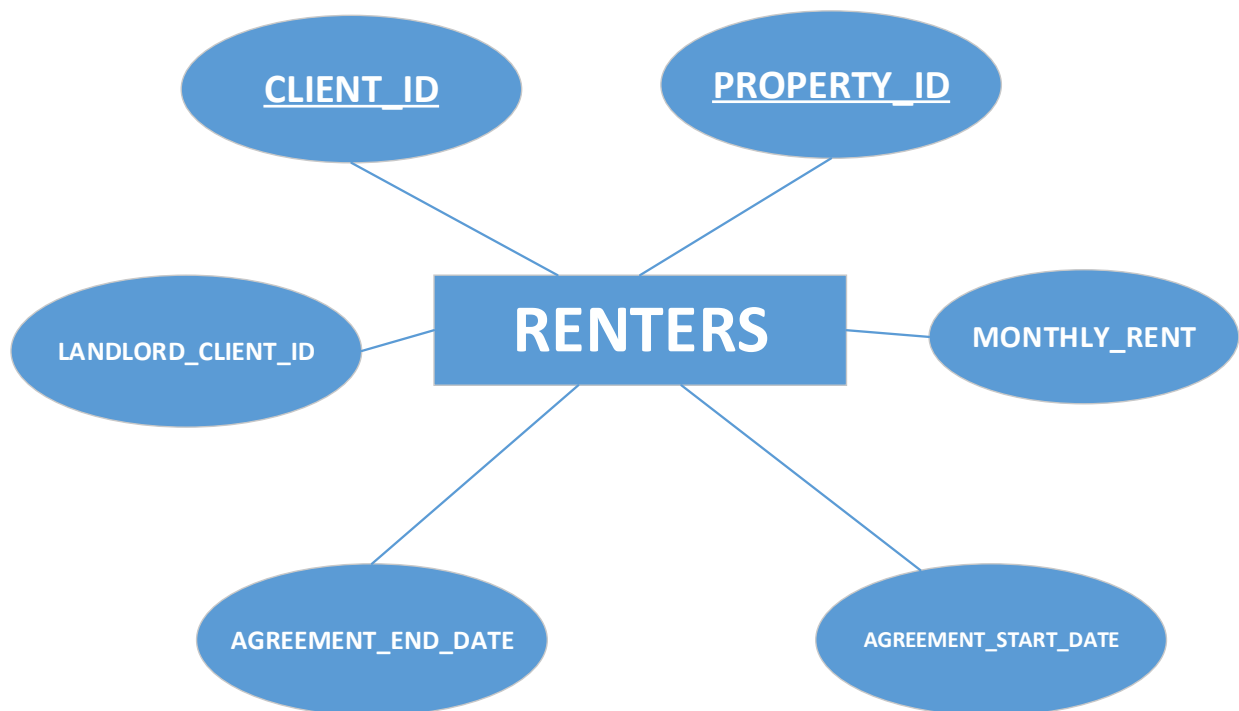 CLIENT_ID
PROPERTY_ID
RENTERS
LANDLORD_CLIENT_ID
MONTHLY_RENT
AGREEMENT_END_DATE
AGREEMENT_START_DATE